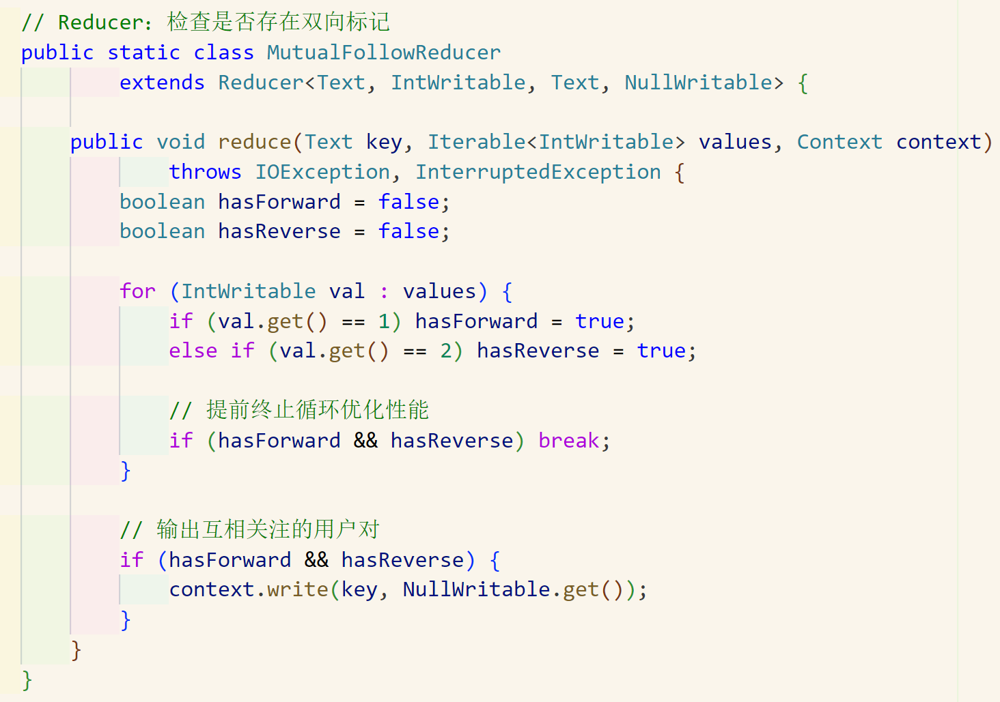 // Reducer：检查是否存在双向标记
public static class MutualFollowReducer
        extends Reducer<Text, IntWritable, Text, NullWritable> {

    public void reduce(Text key, Iterable<IntWritable> values, Context context)
            throws IOException, InterruptedException {
        boolean hasForward = false;
        boolean hasReverse = false;

        for (IntWritable val : values) {
            if (val.get() == 1) hasForward = true;
            else if (val.get() == 2) hasReverse = true;

            // 提前终止循环优化性能
            if (hasForward && hasReverse) break;
        }

        // 输出互相关注的用户对
        if (hasForward && hasReverse) {
            context.write(key, NullWritable.get());
        }
    }
}